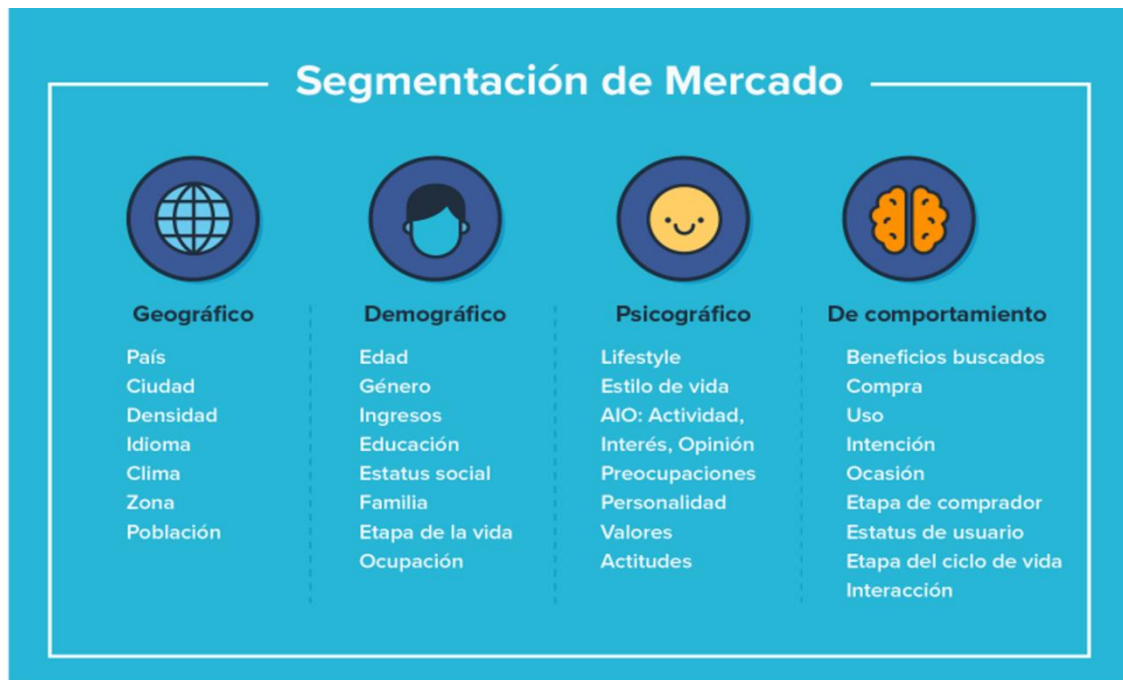 Segmentación de Mercado
Geográfico
País
Ciudad
Densidad
Idioma
Clima
Zona
Población
Demográfico
Edad
Género
Ingresos
Educación
Estatus social
Familia
Etapa de la vida
Ocupación
Psicográfico
Lifestyle
Estilo de vida
AIO: Actividad,
Interés, Opinión
Preocupaciones
Personalidad
Valores
Actitudes
De comportamiento
Beneficios buscados
Compra
Uso
Intención
Ocasión
Etapa de comprador
Estatus de usuario
Etapa del ciclo de vida
Interacción